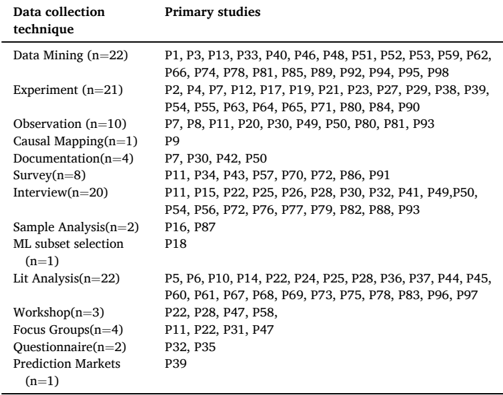 Data collection technique Primary studies
Data Mining (n=22) P1, P3, P13, P33, P40, P46, P48, P51, P52, P53, P59, P62,
P66, P74, P78, P81, P85, P89, P92, P94, P95, P98
Experiment (n=21) P2, P4, P7, P12, P17, P19, P21, P23, P27, P29, P38, P39,
P54, P55, P63, P64, P65, P71, P80, P84, P90
Observation (n=10) P7, P8, P11, P20, P30, P49, P50, P80, P81, P93
Causal Mapping(n=1) P9
Documentation(n=4) P7, P30, P42, P50
Survey(n=8) P11, P34, P43, P57, P70, P72, P86, P91
Interview(n=20) P11, P15, P22, P25, P26, P28, P30, P32, P41, P49,P50,
P54, P56, P72, P76, P77, P79, P82, P88, P93
Sample Analysis(n=2) P16, P87
ML subset selection P18
(n=1)
Lit Analysis(n=22) P5, P6, P10, P14, P22, P24, P25, P28, P36, P37, P44, P45,
P60, P61, P67, P68, P69, P73, P75, P78, P83, P96, P97
Workshop(n=3) P22, P28, P47, P58,
Focus Groups(n=4) P11, P22, P31, P47
Questionnaire(n=2) P32, P35
Prediction Markets P39
(n=1)